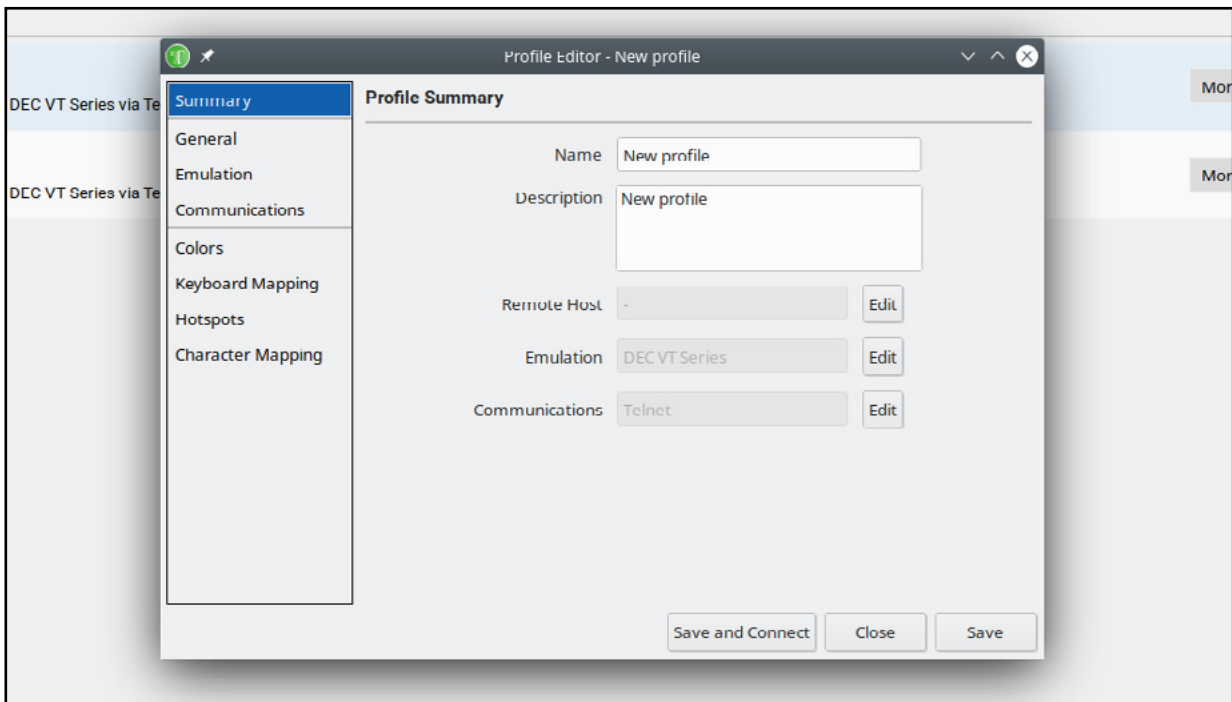 Profile Editor - New profile
DEC VT Series via Te
Mor
DEC VT Series via Te
Mor
Summary
General
Emulation
Communications
Colors
Keyboard Mapping
Hotspots
Character Mapping
Profile Summary
Name New profile
Description New profile
Remote Host - Edit
Emulation DEC VT Series Edit
Communications Telnet Edit
Save and Connect Close Save